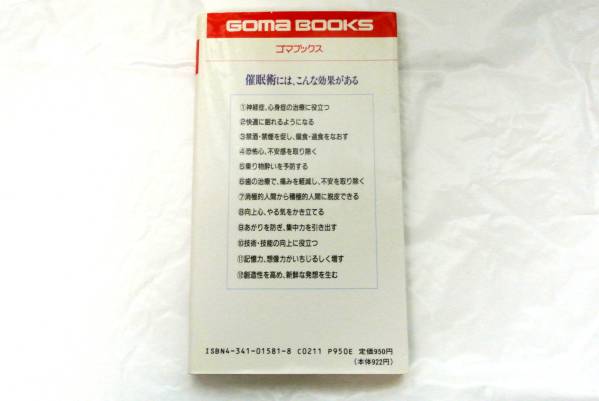 GOMA BOOKS
ゴマブックス
催眠術には、こんな効果がある
①神経症、心身症の治療に役立つ
②快適に眠れるようになる
③禁酒・禁煙を促し、偏食・過食をなおす
④恐怖心、不安感を取り除く
⑤乗り物酔いを予防する
⑥歯の治療で、痛みを軽減し、不安を取り除く
⑦消極的人間から積極的人間に脱皮できる
⑧向上心、やる気をかき立てる
⑨あがりを防ぎ、集中力を引き出す
⑩技術・技能の向上に役立つ
⑪記憶力、想像力がいちじるしく増す
⑫創造性を高め、新鮮な発想を生む
ISBN4-341-01581-8 C0211 P950E 定価950円
(本体922円)